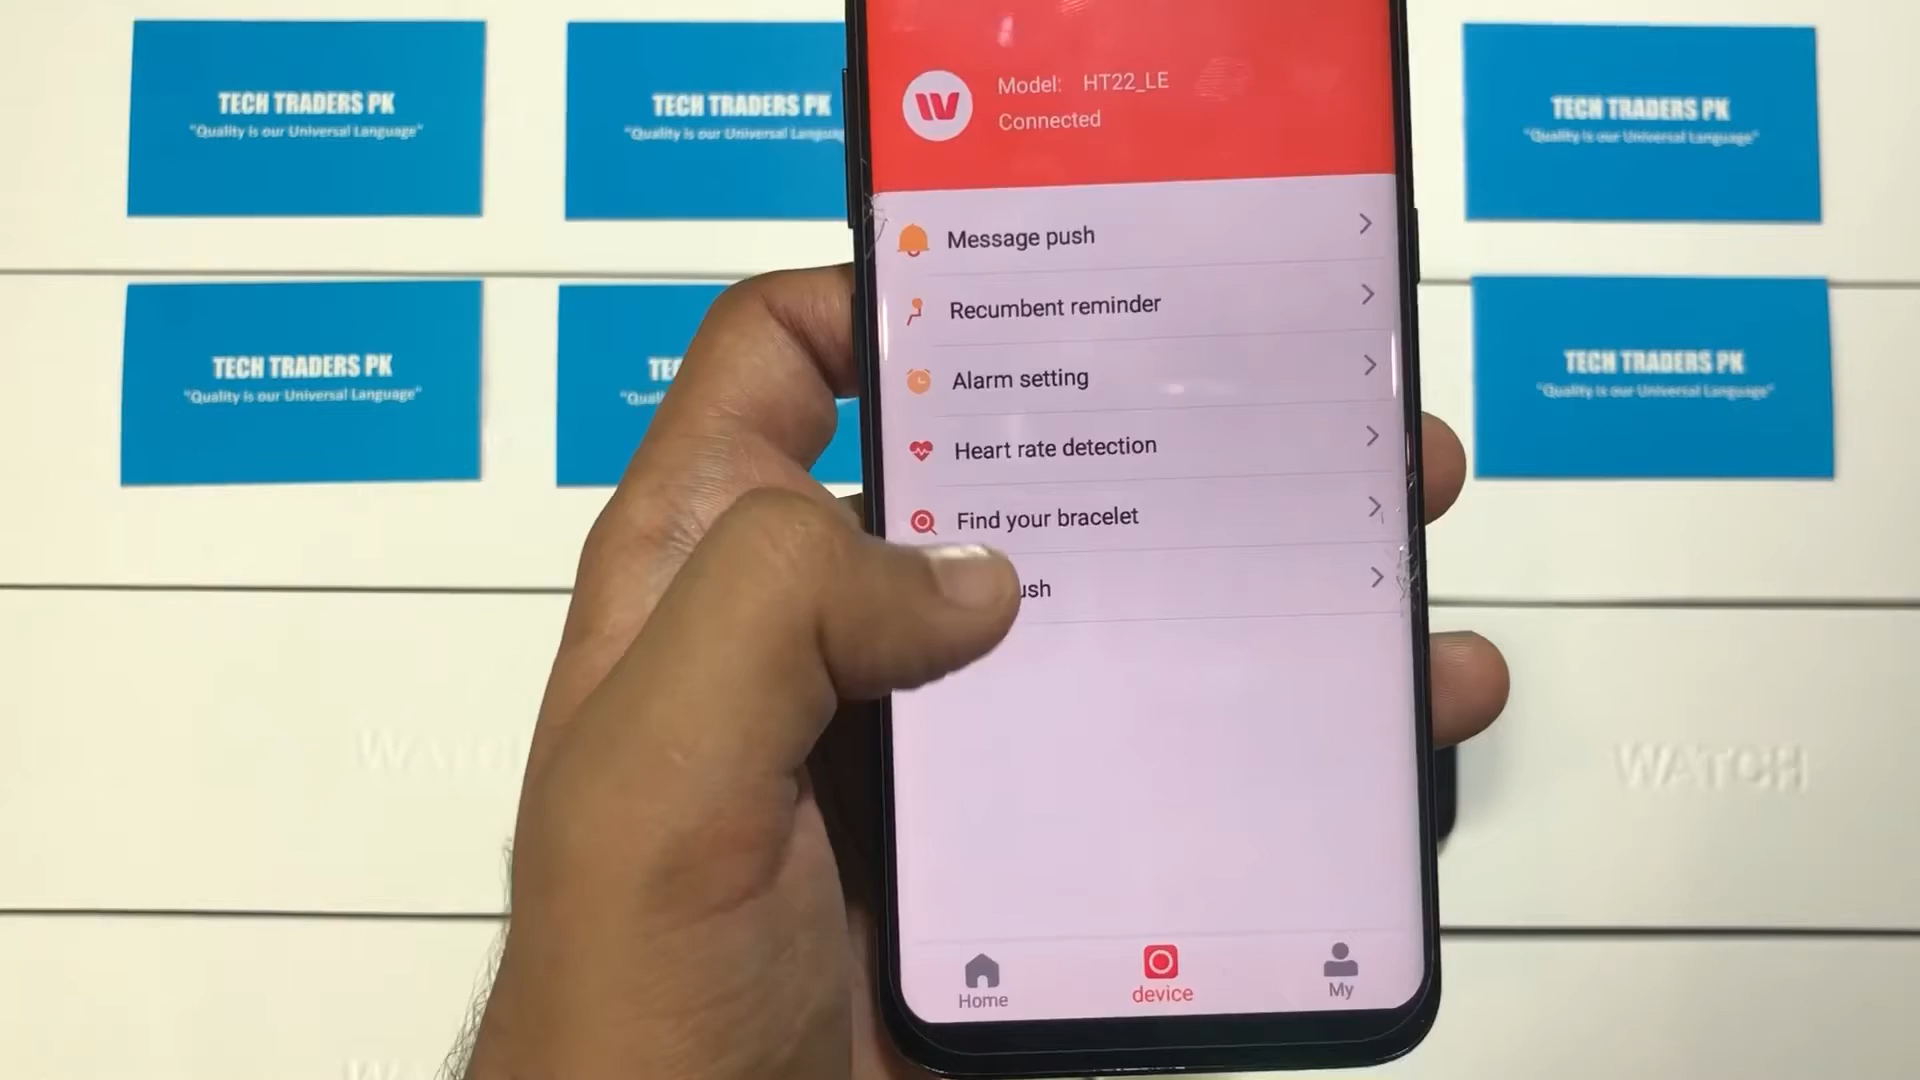 TECH TRADERS PK
"Quality is our Universal Language"
TECH TRADERS PK
"Quality is our Universal
TECH TRADERS PK
"Quality is our Universal Language"
TECH TRADERS PK
"Quality is our Universal Language"
TECH TRADERS PK
"Quality is our Universal Language"
Model: HT22_LE
Connected
Message push
Recumbent reminder
Alarm setting
Heart rate detection
Find your bracelet
Home
device
My
WATCH
WATCH